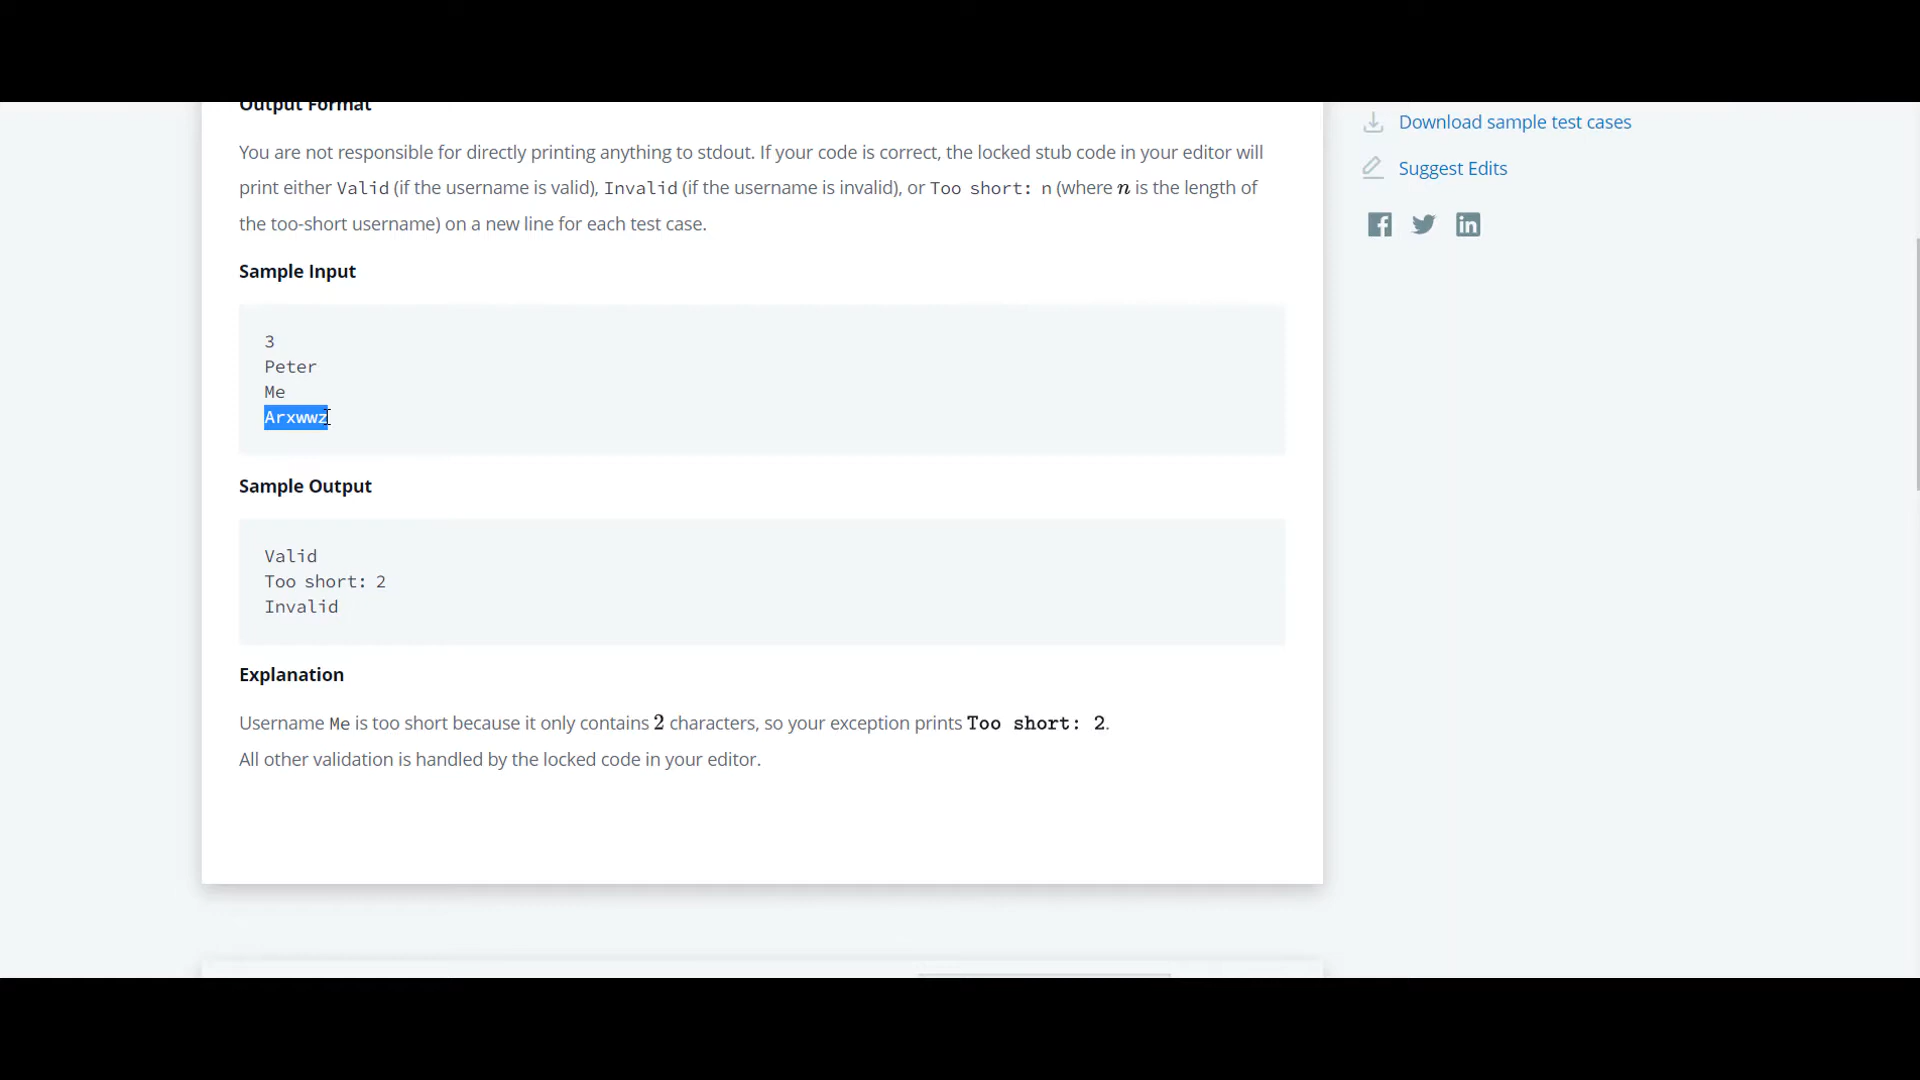 Output Format
You are not responsible for directly printing anything to stdout. If your code is correct, the locked stub code in your editor will
print either Valid (if the username is valid), Invalid (if the username is invalid), or Too short: n (where n is the length of
the too-short username) on a new line for each test case.
Sample Input
3
Peter
Me
Arxwwz
Sample Output
Valid
Too short: 2
Invalid
Explanation
Username Me is too short because it only contains 2 characters, so your exception prints Too short: 2.
All other validation is handled by the locked code in your editor.
Download sample test cases
Suggest Edits